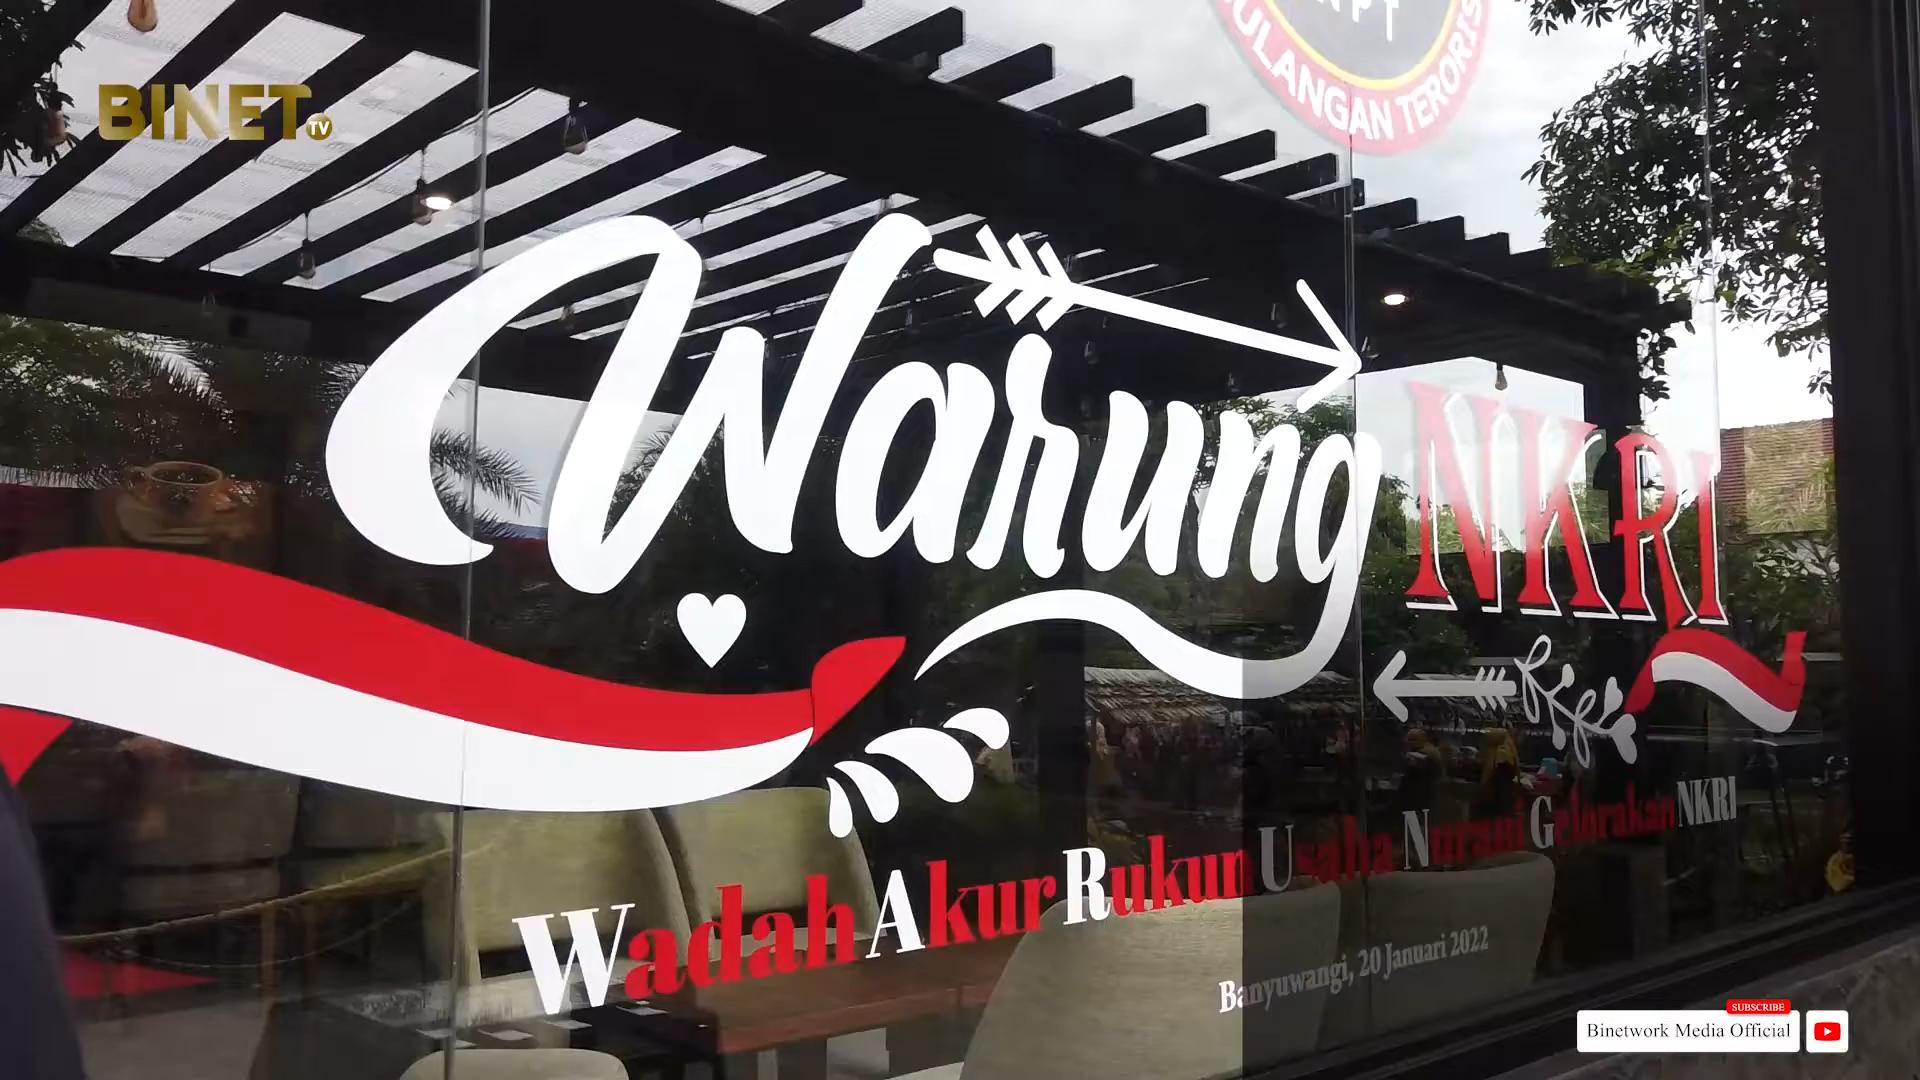 BINET TV
NPT
ULANGAN TERORIS
Warung NKRI
Wadah Akur Rukun Usaha Nurani Gelorakan NKRI
Banyuwangi, 20 Januari 2022
SUBSCRIBE
Binetwork Media Official